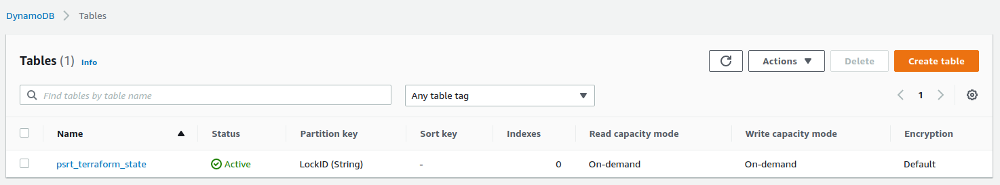 DynamoDB Tables
Tables (1) Info
Actions Delete Create table
Find tables by table name Any table tag 1
Name Status Partition key Sort key Indexes Read capacity mode Write capacity mode Encryption
psrt_terraform_state Active LockID (String) - 0 On-demand On-demand Default